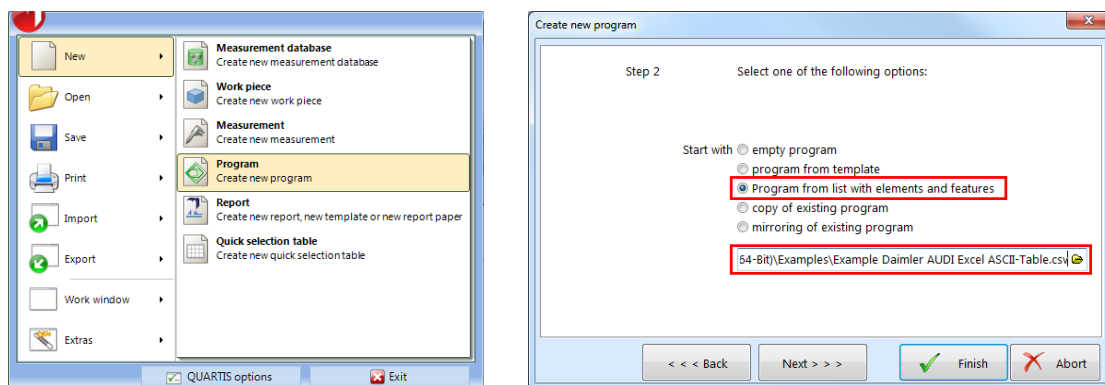 New
Open
Save
Print
Import
Export
Work window
Extras
Measurement database
Create new measurement database
Work piece
Create new work piece
Measurement
Create new measurement
Program
Create new program
Report
Create new report, new template or new report paper
Quick selection table
Create new quick selection table
QUARTIS options
Exit
Create new program
Step 2
Select one of the following options:
Start with
empty program
program from template
Program from list with elements and features
copy of existing program
mirroring of existing program
64-Bit)\Examples\Example Daimler AUDI Excel ASCII-Table.csv
< < < Back
Next > > >
Finish
Abort